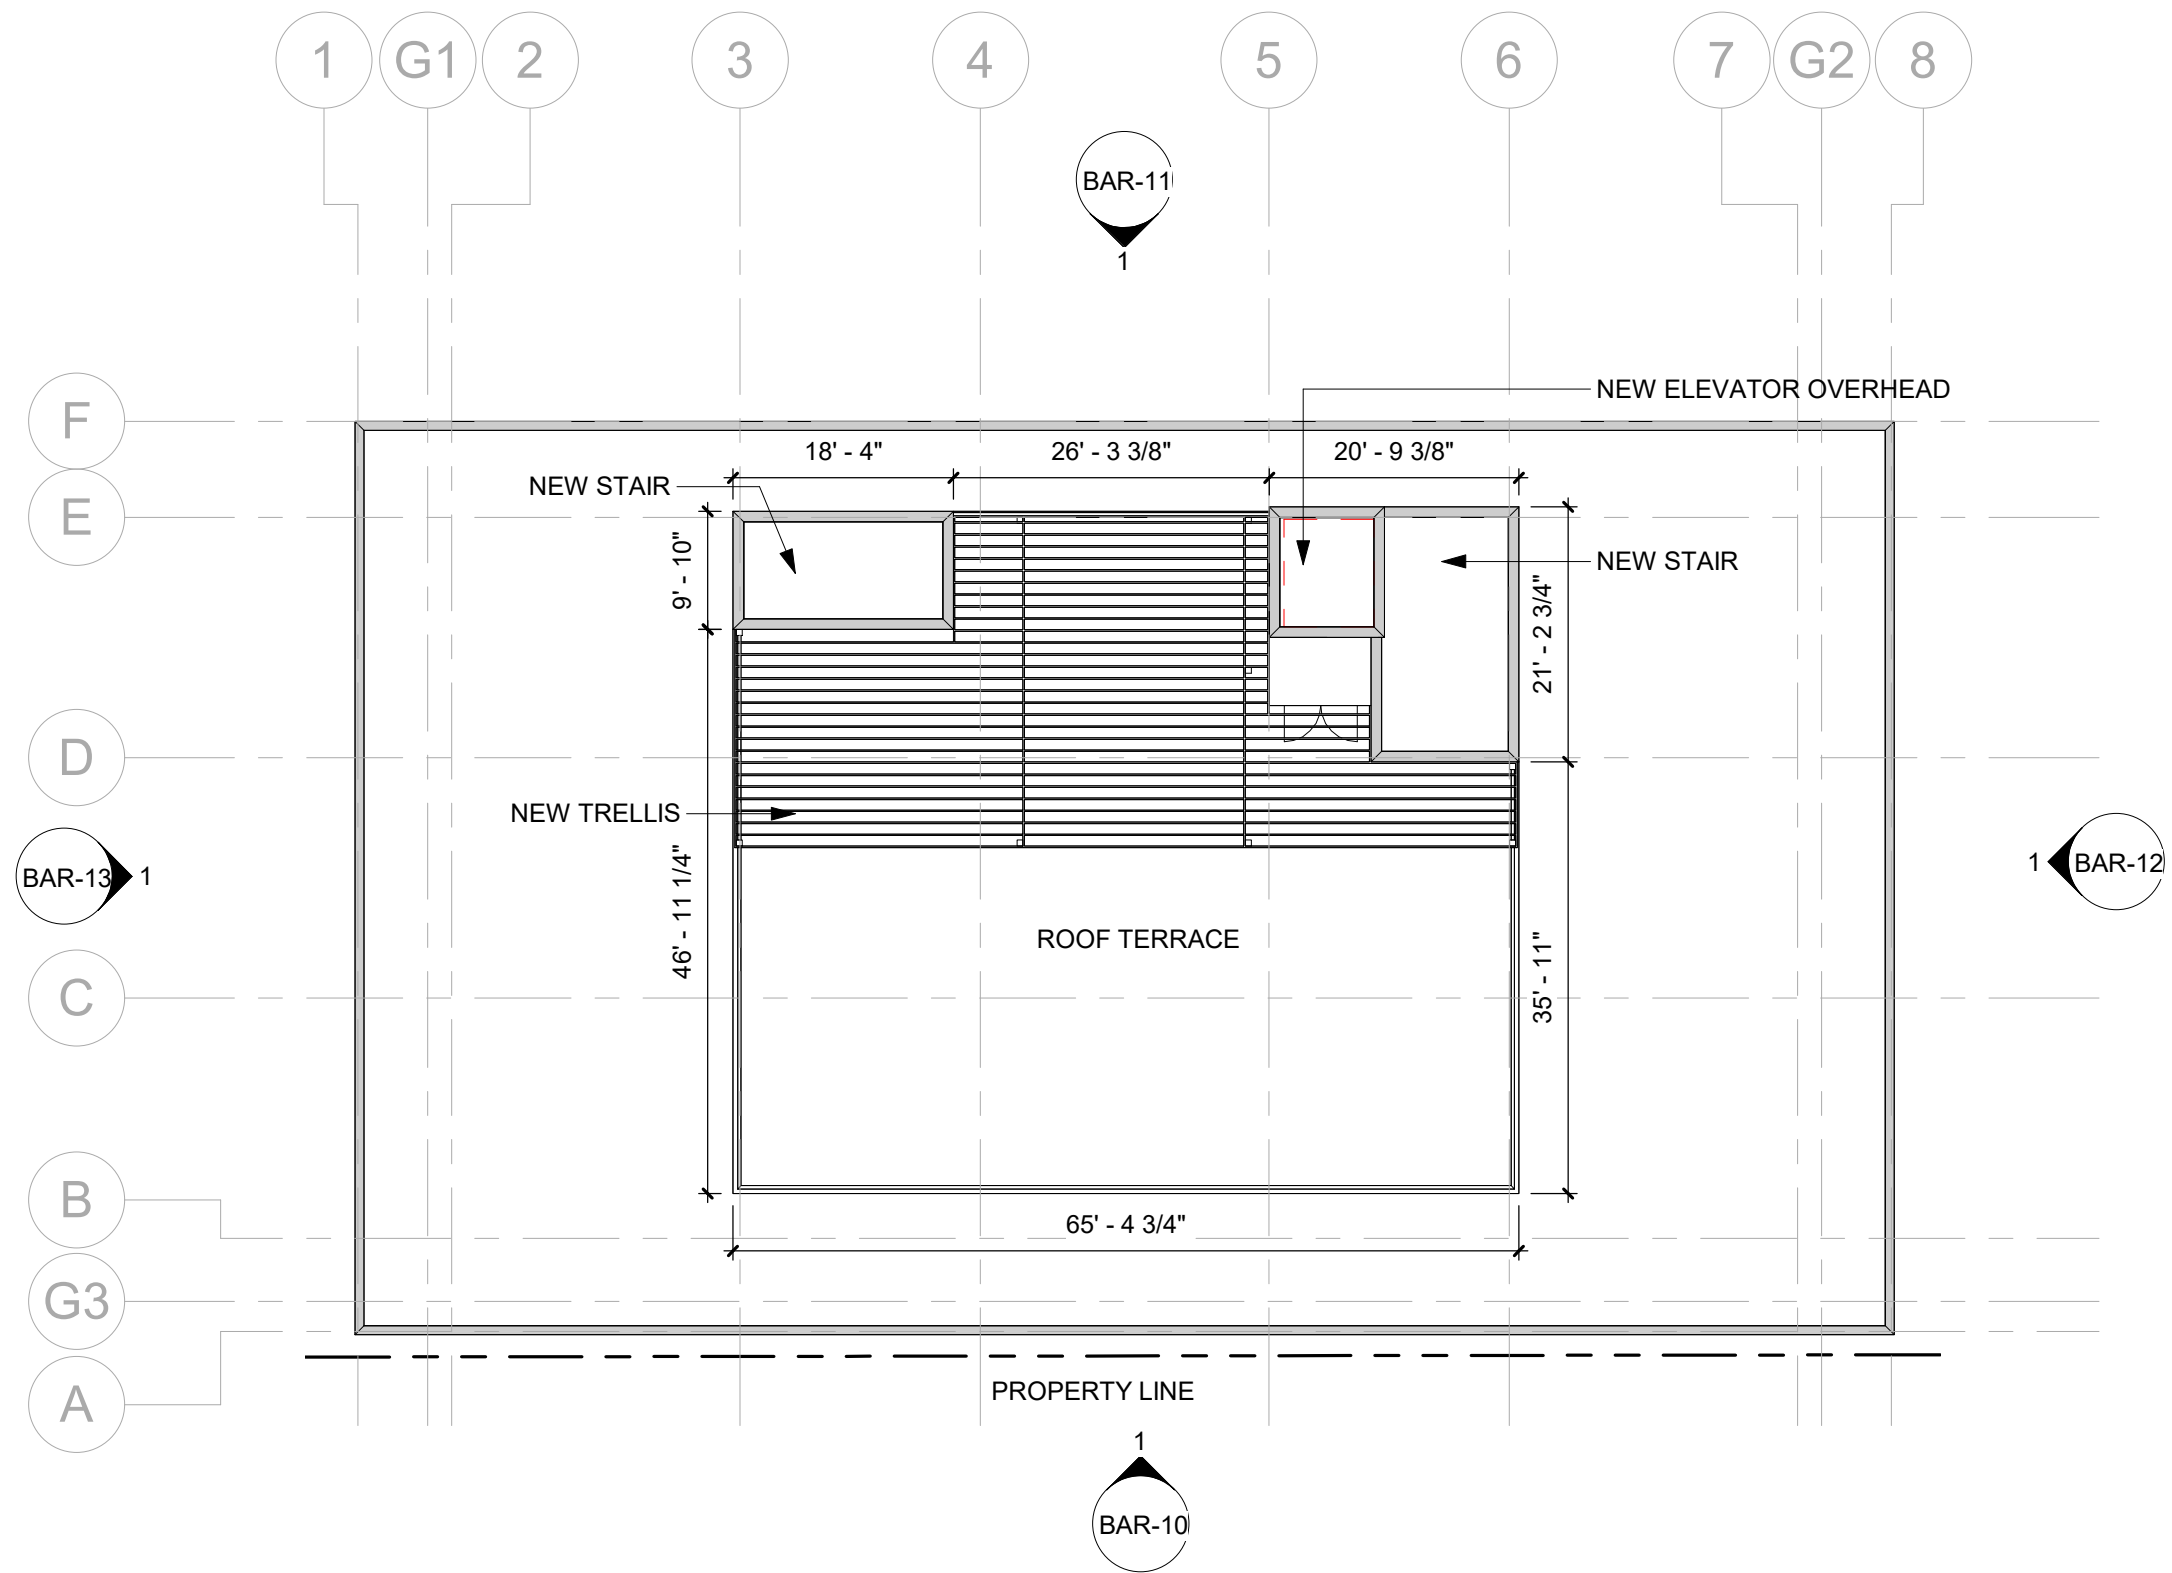 1
G1
2
3
4
5
6
7
G2
8
BAR-11
1
NEW ELEVATOR OVERHEAD
F
18' - 4"
26' - 3 3/8"
20' - 9 3/8"
NEW STAIR
E
9' - 10"
NEW STAIR
21' - 2 3/4"
D
NEW TRELLIS
BAR-13
1
1
BAR-12
46' - 11 1/4"
ROOF TERRACE
35' - 11"
C
B
65' - 4 3/4"
G3
A
PROPERTY LINE
1
BAR-10